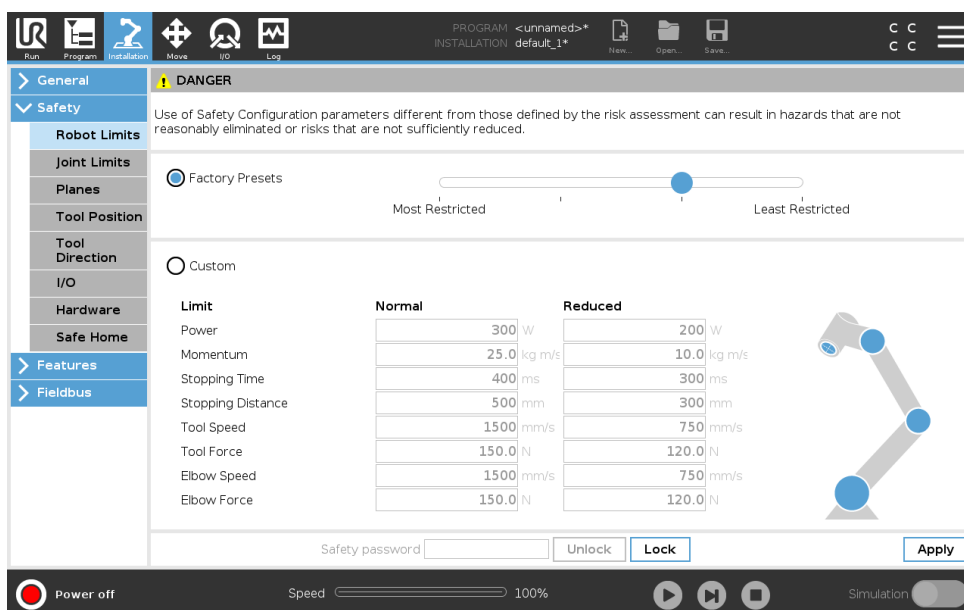 PROGRAM <unnamed>*
INSTALLATION default_1*
Run Program Installation Move I/O Log New... Open... Save...
C C
C C
General
Safety
Robot Limits
Joint Limits
Planes
Tool Position
Tool
Direction
I/O
Hardware
Safe Home
Features
Fieldbus
DANGER
Use of Safety Configuration parameters different from those defined by the risk assessment can result in hazards that are not
reasonably eliminated or risks that are not sufficiently reduced.
Factory Presets
Most Restricted Least Restricted
Custom
Limit Normal Reduced
Power 300 W 200 W
Momentum 25.0 kg m/s 10.0 kg m/s
Stopping Time 400 ms 300 ms
Stopping Distance 500 mm 300 mm
Tool Speed 1500 mm/s 750 mm/s
Tool Force 150.0 N 120.0 N
Elbow Speed 1500 mm/s 750 mm/s
Elbow Force 150.0 N 120.0 N
Safety password Unlock Lock Apply
Power off Speed 100% Simulation